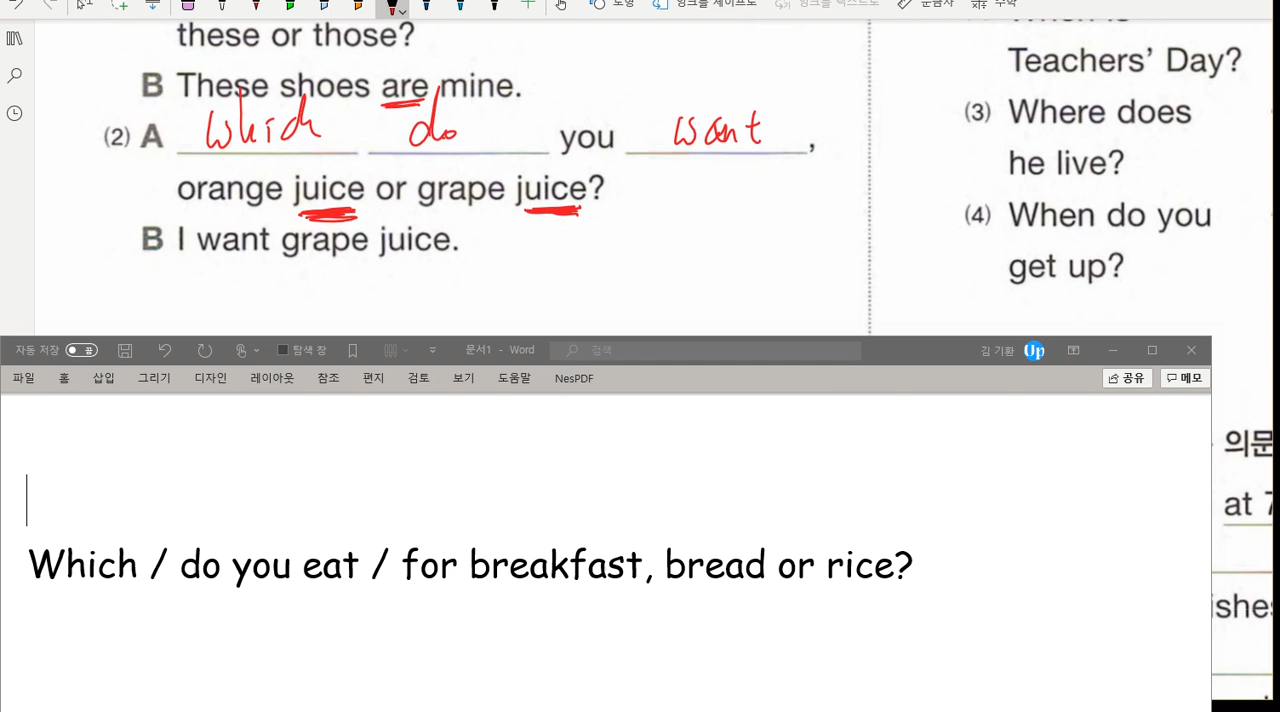 these or those?
B These shoes are mine.
(2) A which do you want,
orange juice or grape juice?
B I want grape juice.
Teachers' Day?
(3) Where does
he live?
(4) When do you
get up?
자동 저장 끔 탐색 창 문서1 - Word 검색 김 기환 Up
파일 홈 삽입 그리기 디자인 레이아웃 참조 편지 검토 보기 도움말 NesPDF 공유 메모
의문
at 7
Which / do you eat / for breakfast, bread or rice?